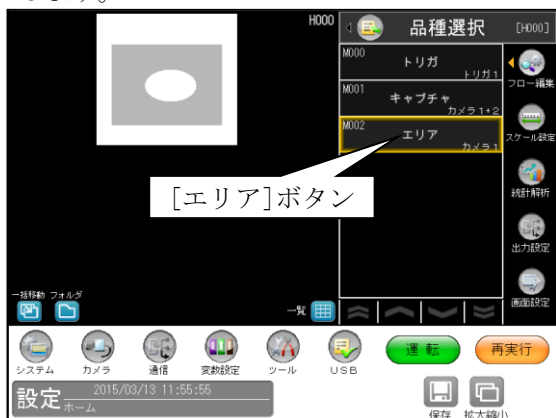 H000
品種選択
[H000]
M000
トリガ
トリガ1
M001
キャプチャ
カメラ1+2
M002
エリア
カメラ1
フロー編集
スケール設定
統計解析
出力設定
画面設定
[エリア]ボタン
一括移動 フォルダ
一覧
システム カメラ 通信 変数設定 ツール USB
運転 再実行
設定 2015/03/13 11:55:55
ホーム
保存 拡大縮小